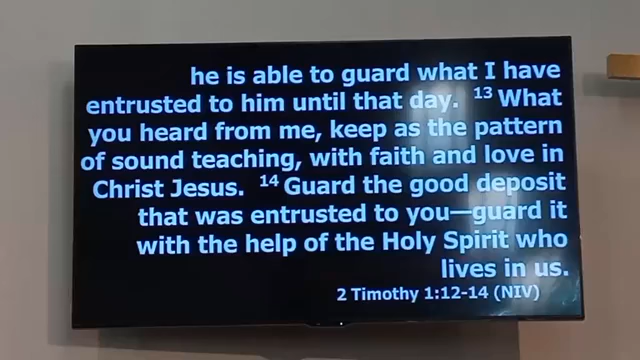 he is able to guard what I have
entrusted to him until that day. 13 What
you heard from me, keep as the pattern
of sound teaching, with faith and love in
Christ Jesus. 14 Guard the good deposit
that was entrusted to you—guard it
with the help of the Holy Spirit who
lives in us.
2 Timothy 1:12-14 (NIV)